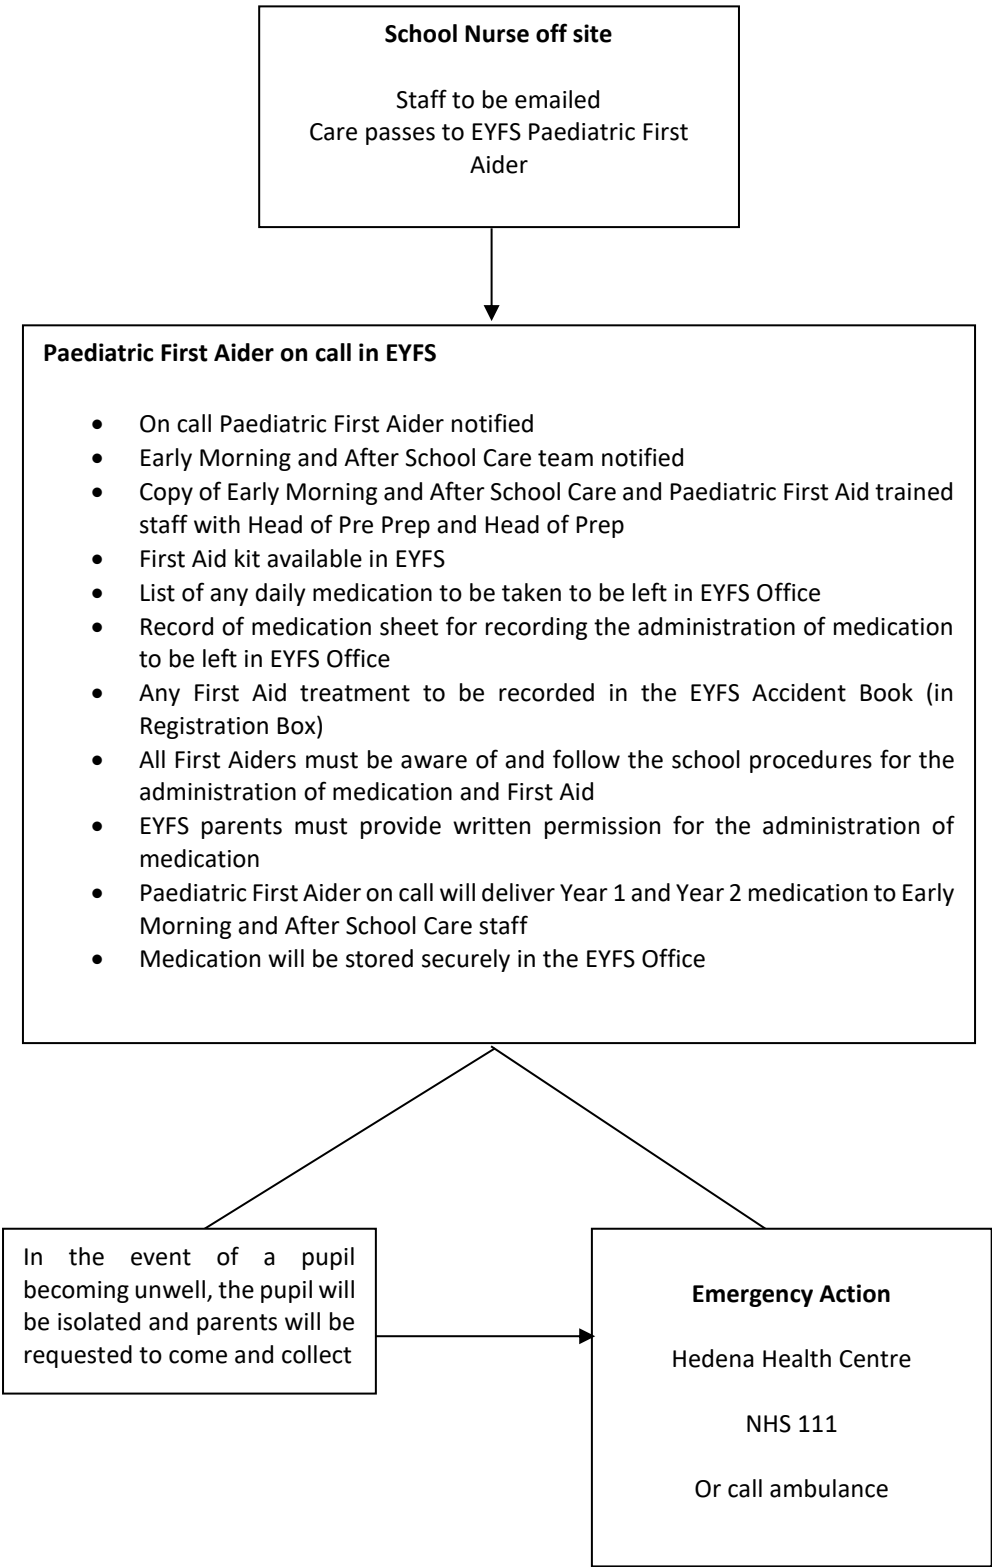 School Nurse off site
Staff to be emailed
Care passes to EYFS Paediatric First
Aider
Paediatric First Aider on call in EYFS
• On call Paediatric First Aider notified
• Early Morning and After School Care team notified
• Copy of Early Morning and After School Care and Paediatric First Aid trained
staff with Head of Pre Prep and Head of Prep
• First Aid kit available in EYFS
• List of any daily medication to be taken to be left in EYFS Office
• Record of medication sheet for recording the administration of medication
to be left in EYFS Office
• Any First Aid treatment to be recorded in the EYFS Accident Book (in
Registration Box)
• All First Aiders must be aware of and follow the school procedures for the
administration of medication and First Aid
• EYFS parents must provide written permission for the administration of
medication
• Paediatric First Aider on call will deliver Year 1 and Year 2 medication to Early
Morning and After School Care staff
• Medication will be stored securely in the EYFS Office
In the event of a pupil
becoming unwell, the pupil will
be isolated and parents will be
requested to come and collect
Emergency Action
Hedena Health Centre
NHS 111
Or call ambulance